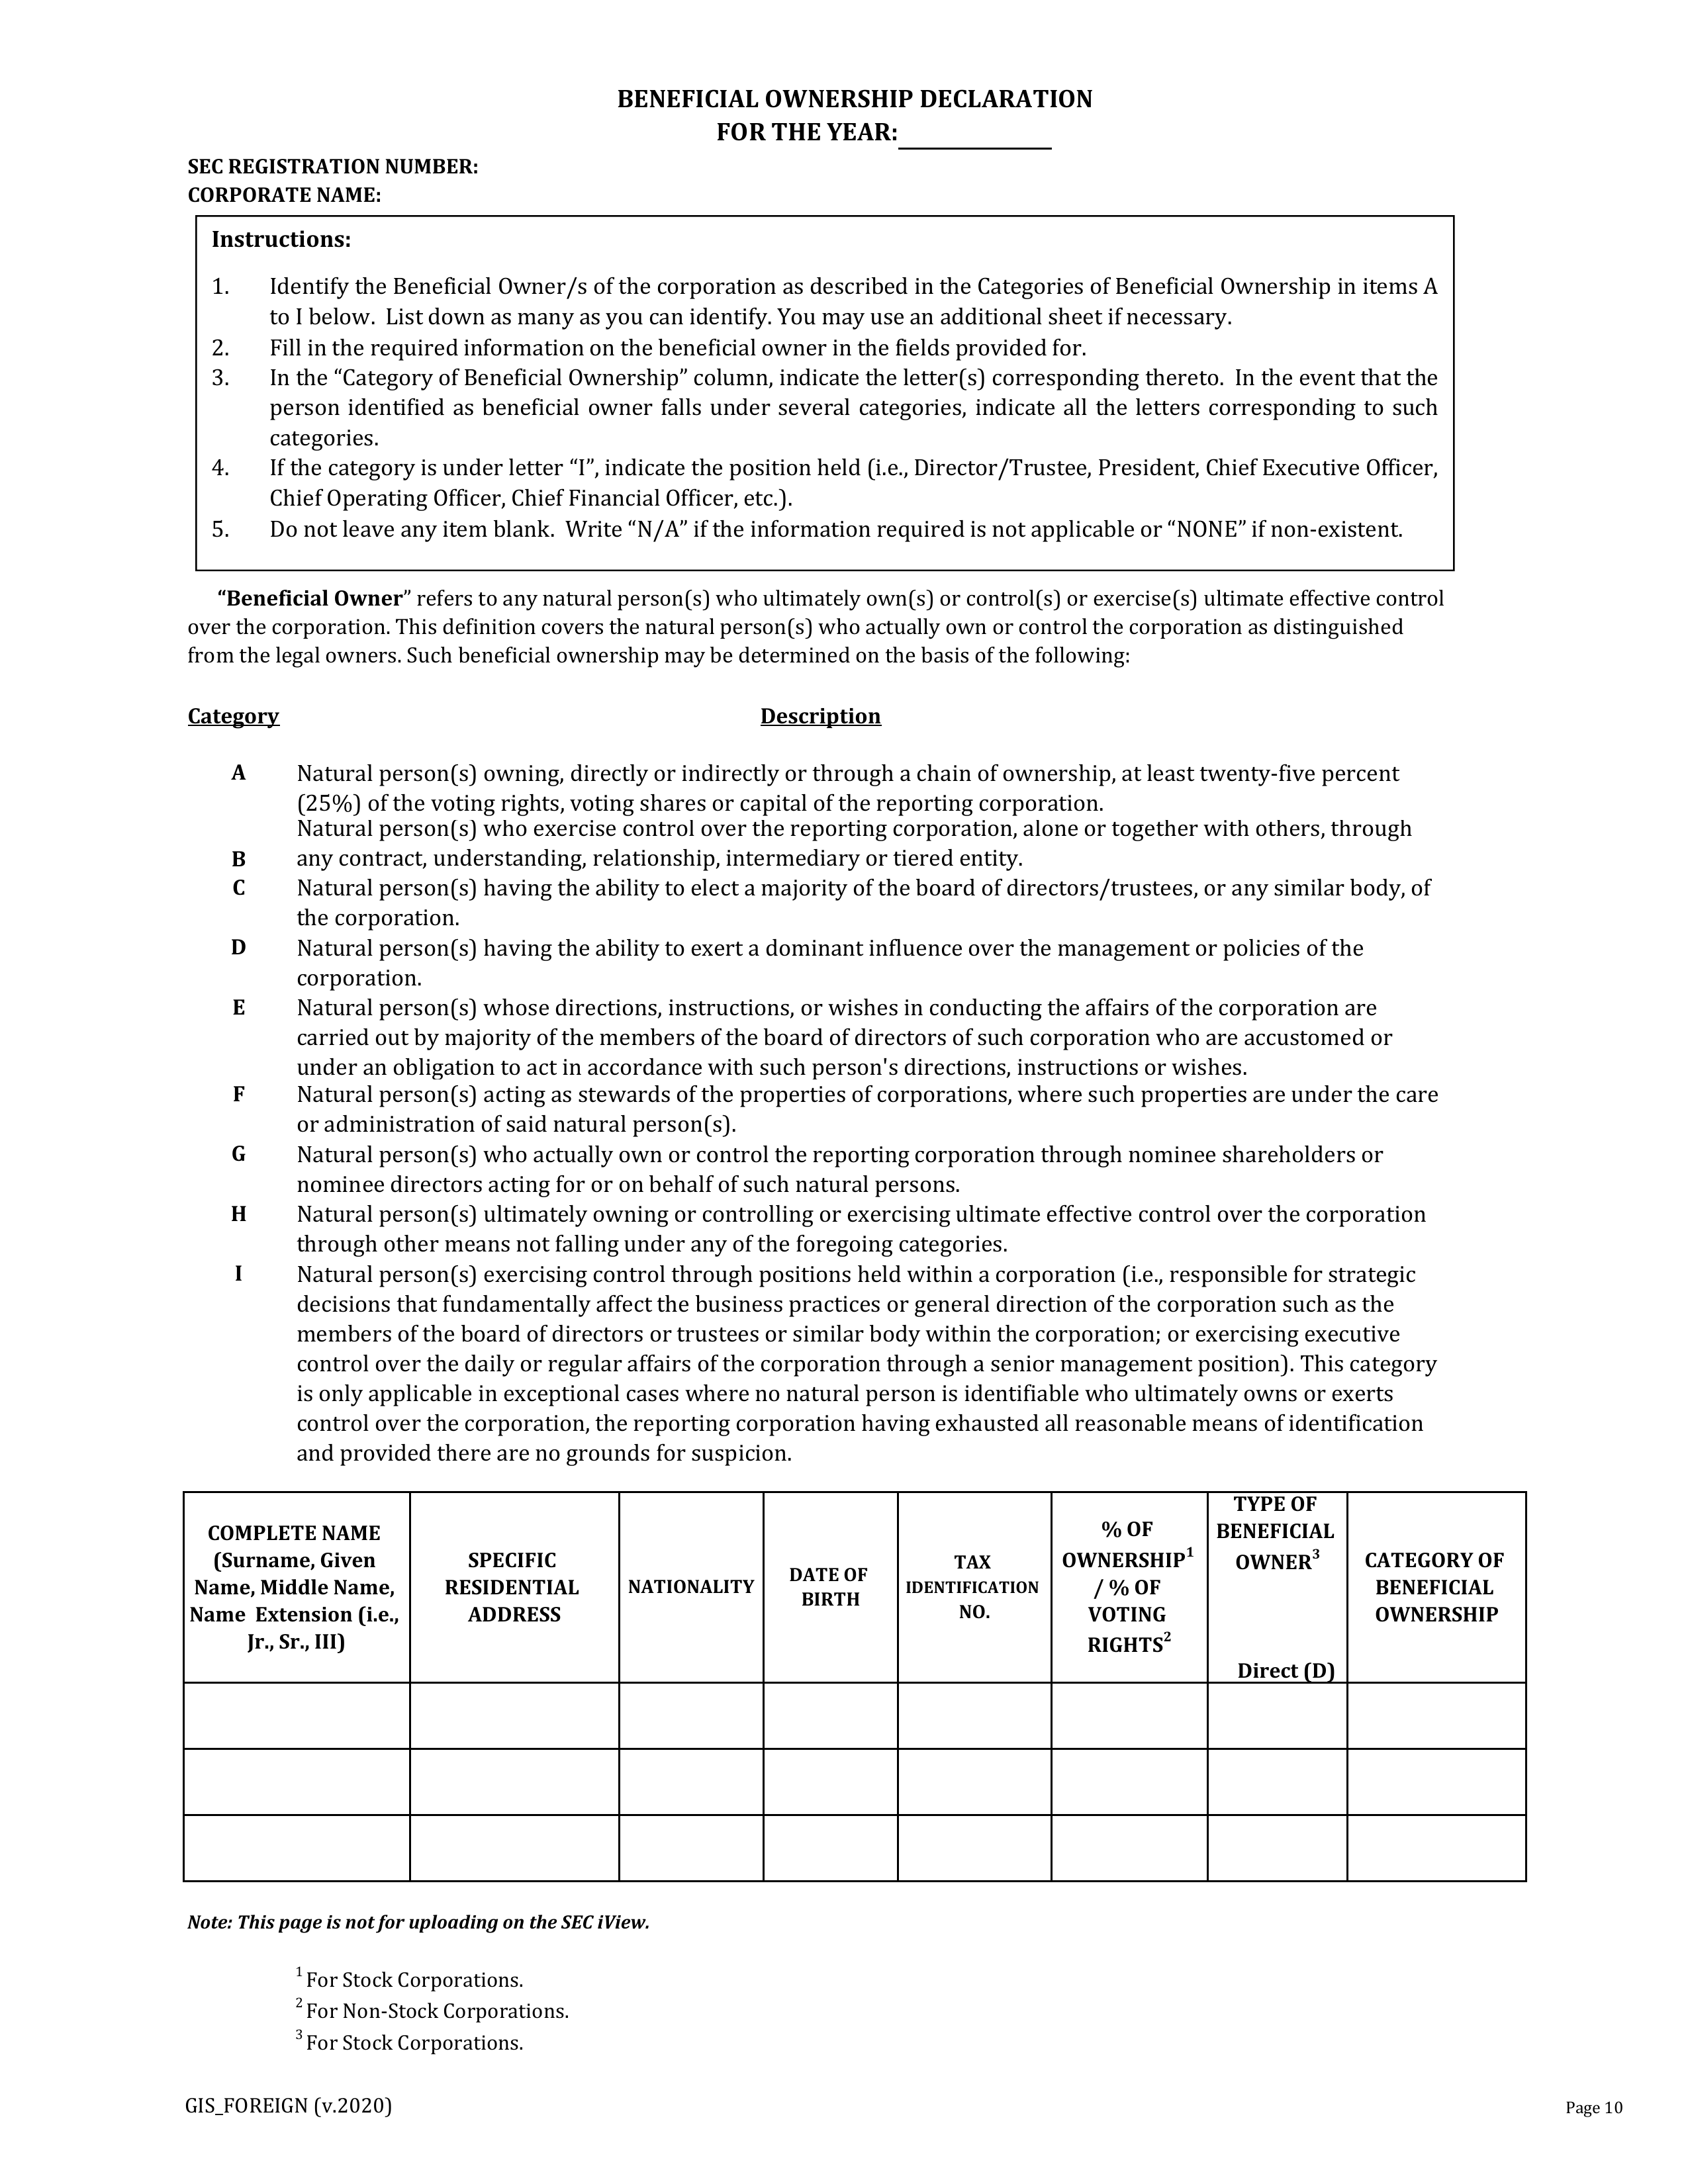 BENEFICIAL OWNERSHIP DECLARATION
FOR THE YEAR:
SEC REGISTRATION NUMBER:
CORPORATE NAME:
Instructions:
1. Identify the Beneficial Owner/s of the corporation as described in the Categories of Beneficial Ownership in items A
to I below. List down as many as you can identify. You may use an additional sheet if necessary.
2. Fill in the required information on the beneficial owner in the fields provided for.
3. In the “Category of Beneficial Ownership” column, indicate the letter(s) corresponding thereto. In the event that the
person identified as beneficial owner falls under several categories, indicate all the letters corresponding to such
categories.
4. If the category is under letter “I”, indicate the position held (i.e., Director/Trustee, President, Chief Executive Officer,
Chief Operating Officer, Chief Financial Officer, etc.).
5. Do not leave any item blank. Write “N/A” if the information required is not applicable or “NONE” if non-existent.
“Beneficial Owner” refers to any natural person(s) who ultimately own(s) or control(s) or exercise(s) ultimate effective control
over the corporation. This definition covers the natural person(s) who actually own or control the corporation as distinguished
from the legal owners. Such beneficial ownership may be determined on the basis of the following:
Category Description
A Natural person(s) owning, directly or indirectly or through a chain of ownership, at least twenty-five percent
(25%) of the voting rights, voting shares or capital of the reporting corporation.
Natural person(s) who exercise control over the reporting corporation, alone or together with others, through
B any contract, understanding, relationship, intermediary or tiered entity.
C Natural person(s) having the ability to elect a majority of the board of directors/trustees, or any similar body, of
the corporation.
D Natural person(s) having the ability to exert a dominant influence over the management or policies of the
corporation.
E Natural person(s) whose directions, instructions, or wishes in conducting the affairs of the corporation are
carried out by majority of the members of the board of directors of such corporation who are accustomed or
under an obligation to act in accordance with such person's directions, instructions or wishes.
F Natural person(s) acting as stewards of the properties of corporations, where such properties are under the care
or administration of said natural person(s).
G Natural person(s) who actually own or control the reporting corporation through nominee shareholders or
nominee directors acting for or on behalf of such natural persons.
H Natural person(s) ultimately owning or controlling or exercising ultimate effective control over the corporation
through other means not falling under any of the foregoing categories.
I Natural person(s) exercising control through positions held within a corporation (i.e., responsible for strategic
decisions that fundamentally affect the business practices or general direction of the corporation such as the
members of the board of directors or trustees or similar body within the corporation; or exercising executive
control over the daily or regular affairs of the corporation through a senior management position). This category
is only applicable in exceptional cases where no natural person is identifiable who ultimately owns or exerts
control over the corporation, the reporting corporation having exhausted all reasonable means of identification
and provided there are no grounds for suspicion.
COMPLETE NAME
(Surname, Given
Name, Middle Name,
Name Extension (i.e.,
Jr., Sr., III)
SPECIFIC
RESIDENTIAL
ADDRESS
NATIONALITY
DATE OF
BIRTH
TAX
IDENTIFICATION
NO.
% OF
OWNERSHIP1
/ % OF
VOTING
RIGHTS2
TYPE OF
BENEFICIAL
OWNER3
Direct (D)
CATEGORY OF
BENEFICIAL
OWNERSHIP
Note: This page is not for uploading on the SEC iView.
1 For Stock Corporations.
2 For Non-Stock Corporations.
3 For Stock Corporations.
GIS_FOREIGN (v.2020) Page 10